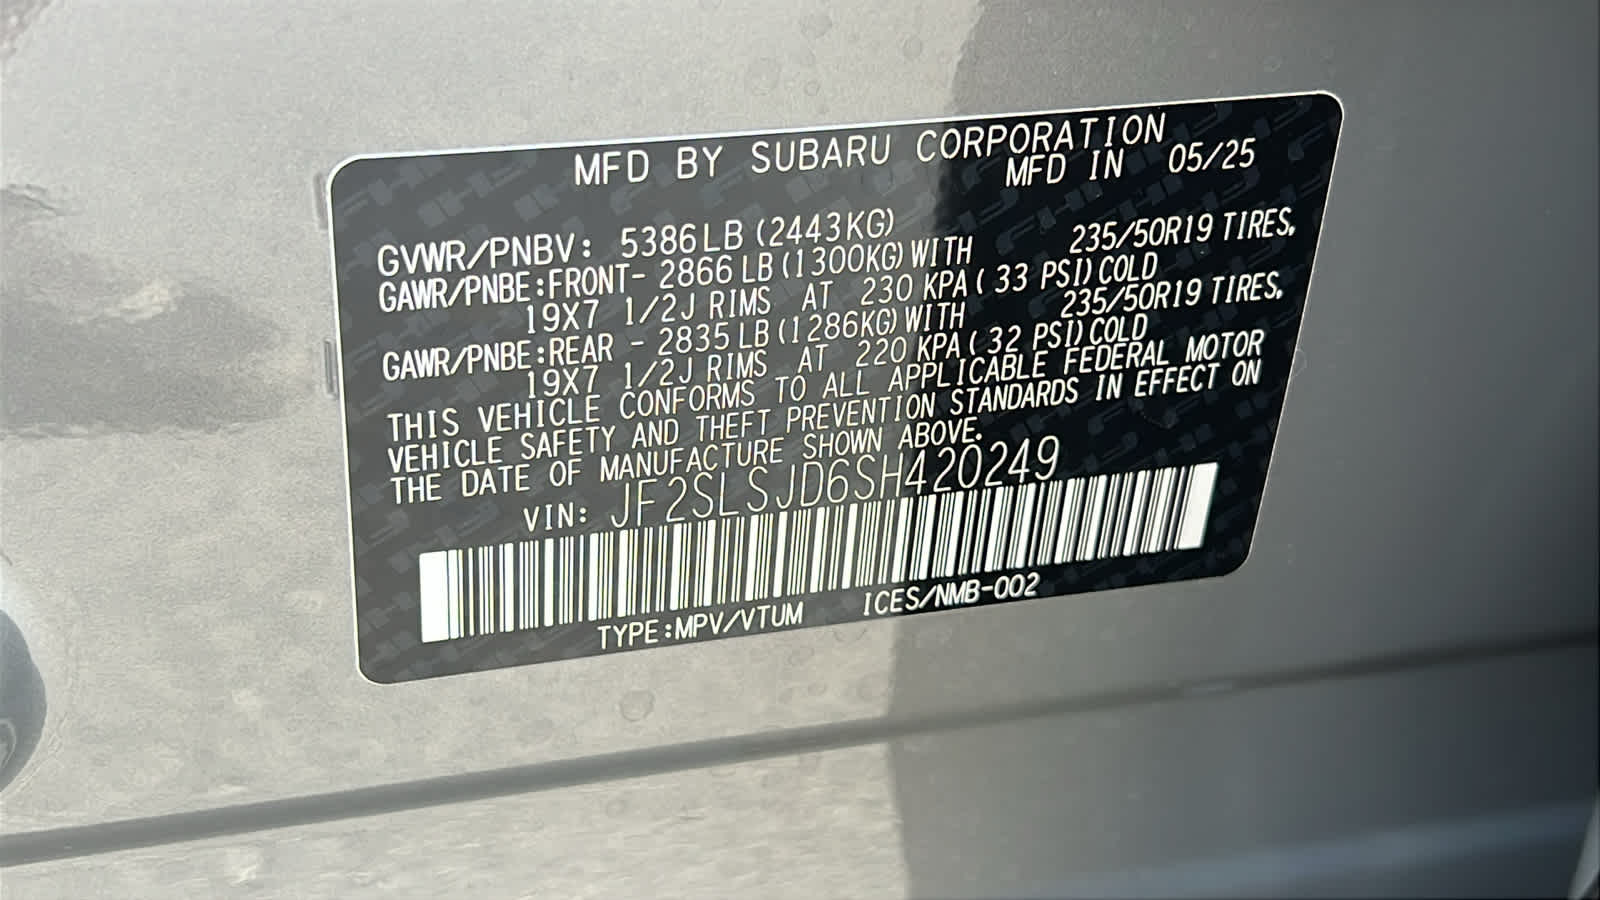 MFD BY SUBARU CORPORATION
MFD IN 05/25
GVWR/PNBV: 5386LB (2443KG)
GAWR/PNBE:FRONT- 2866 LB (1300KG) WITH 235/50R19 TIRES,
19X7 1/2J RIMS AT 230 KPA ( 33 PSI) COLD
GAWR/PNBE:REAR - 2835 LB (1286KG) WITH 235/50R19 TIRES,
19X7 1/2J RIMS AT 220 KPA ( 32 PSI) COLD
THIS VEHICLE CONFORMS TO ALL APPLICABLE FEDERAL MOTOR
VEHICLE SAFETY AND THEFT PREVENTION STANDARDS IN EFFECT ON
THE DATE OF MANUFACTURE SHOWN ABOVE.
VIN: JF2SLSJD6SH420249
TYPE:MPV/VTUM ICES/NMB-002